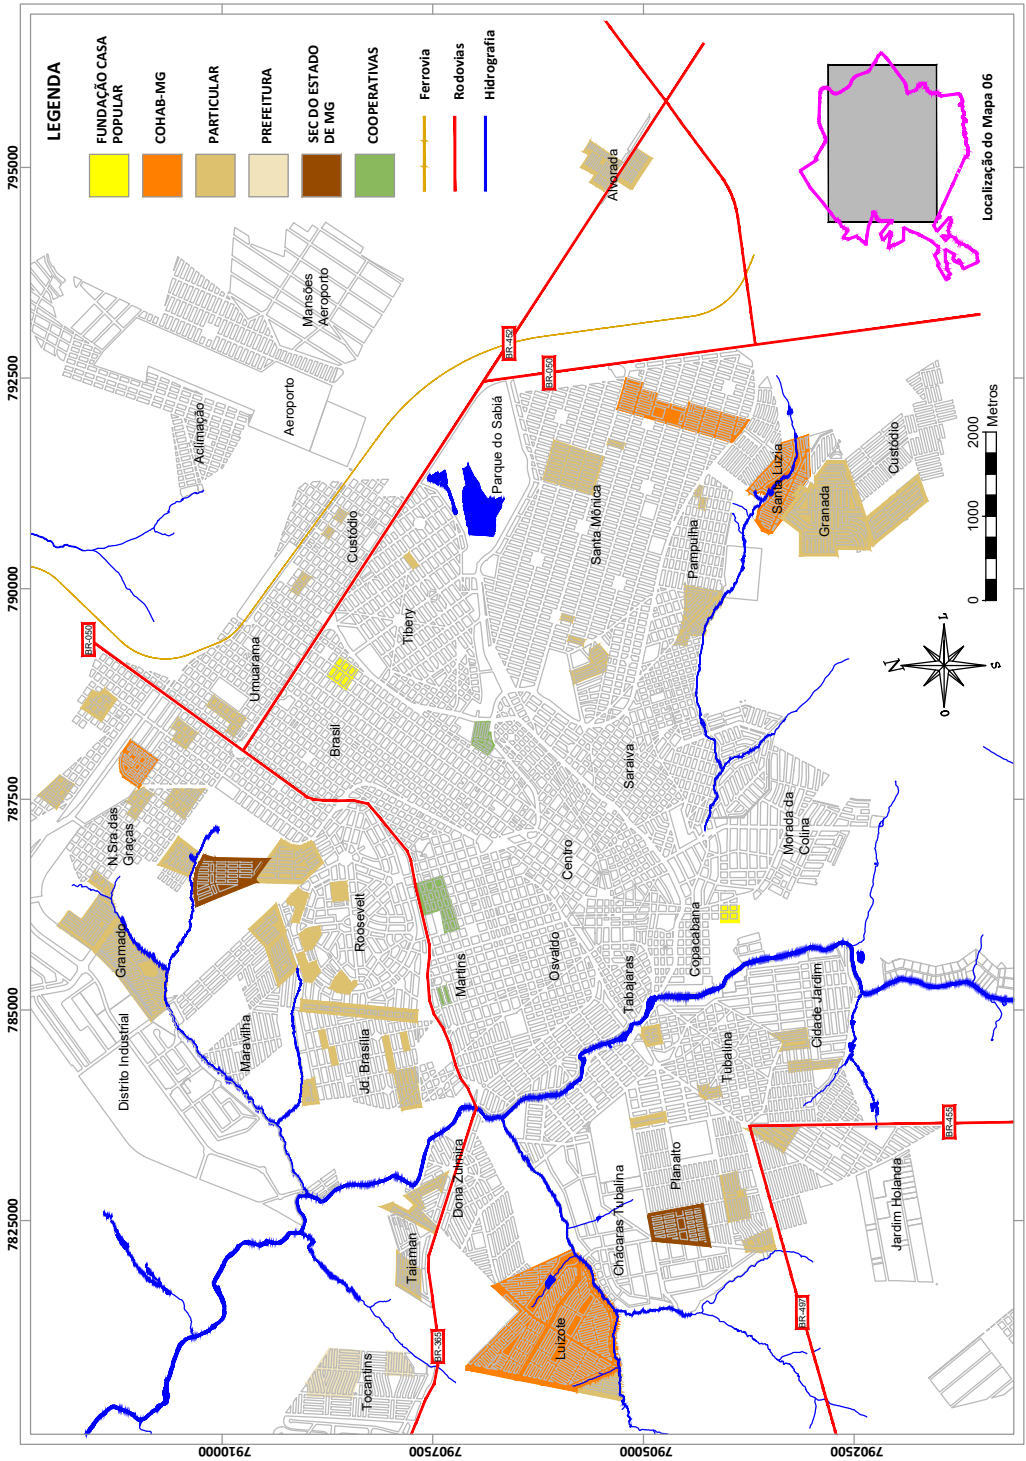 LEGENDA
FUNDAÇÃO CASA
POPULAR
COHAB-MG
PARTICULAR
PREFEITURA
SEC DO ESTADO
DE MG
COOPERATIVAS
Ferrovia
Rodovias
Hidrografia
Localização do Mapa 06
795000
792500
790000
787500
785000
782500
7910000
7907500
7905000
7902500
Mansões
Aeroporto
Aeroporto
Aclimação
Alvorada
BR-452
BR-050
BR-050
Parque do Sabiá
Custódio
Santa Mônica
Santa Luzia
Granada
Custódio
Pampulha
Tibery
Umuarama
Brasil
Saraiva
Morada da
Colina
Centro
N.Sra.das
Graças
Roosevelt
Gramado
Martins
Osvaldo
Copacabana
Tabajaras
Cidade Jardim
Distrito Industrial
Maravilha
Jd. Brasília
Tubalina
Dona Zulmira
Chácaras Tubalina
Planalto
Jardim Holanda
BR-455
Taiaman
Luizote
BR-365
BR-497
Tocantins
0
1000
2000
Metros
N
S
L
O